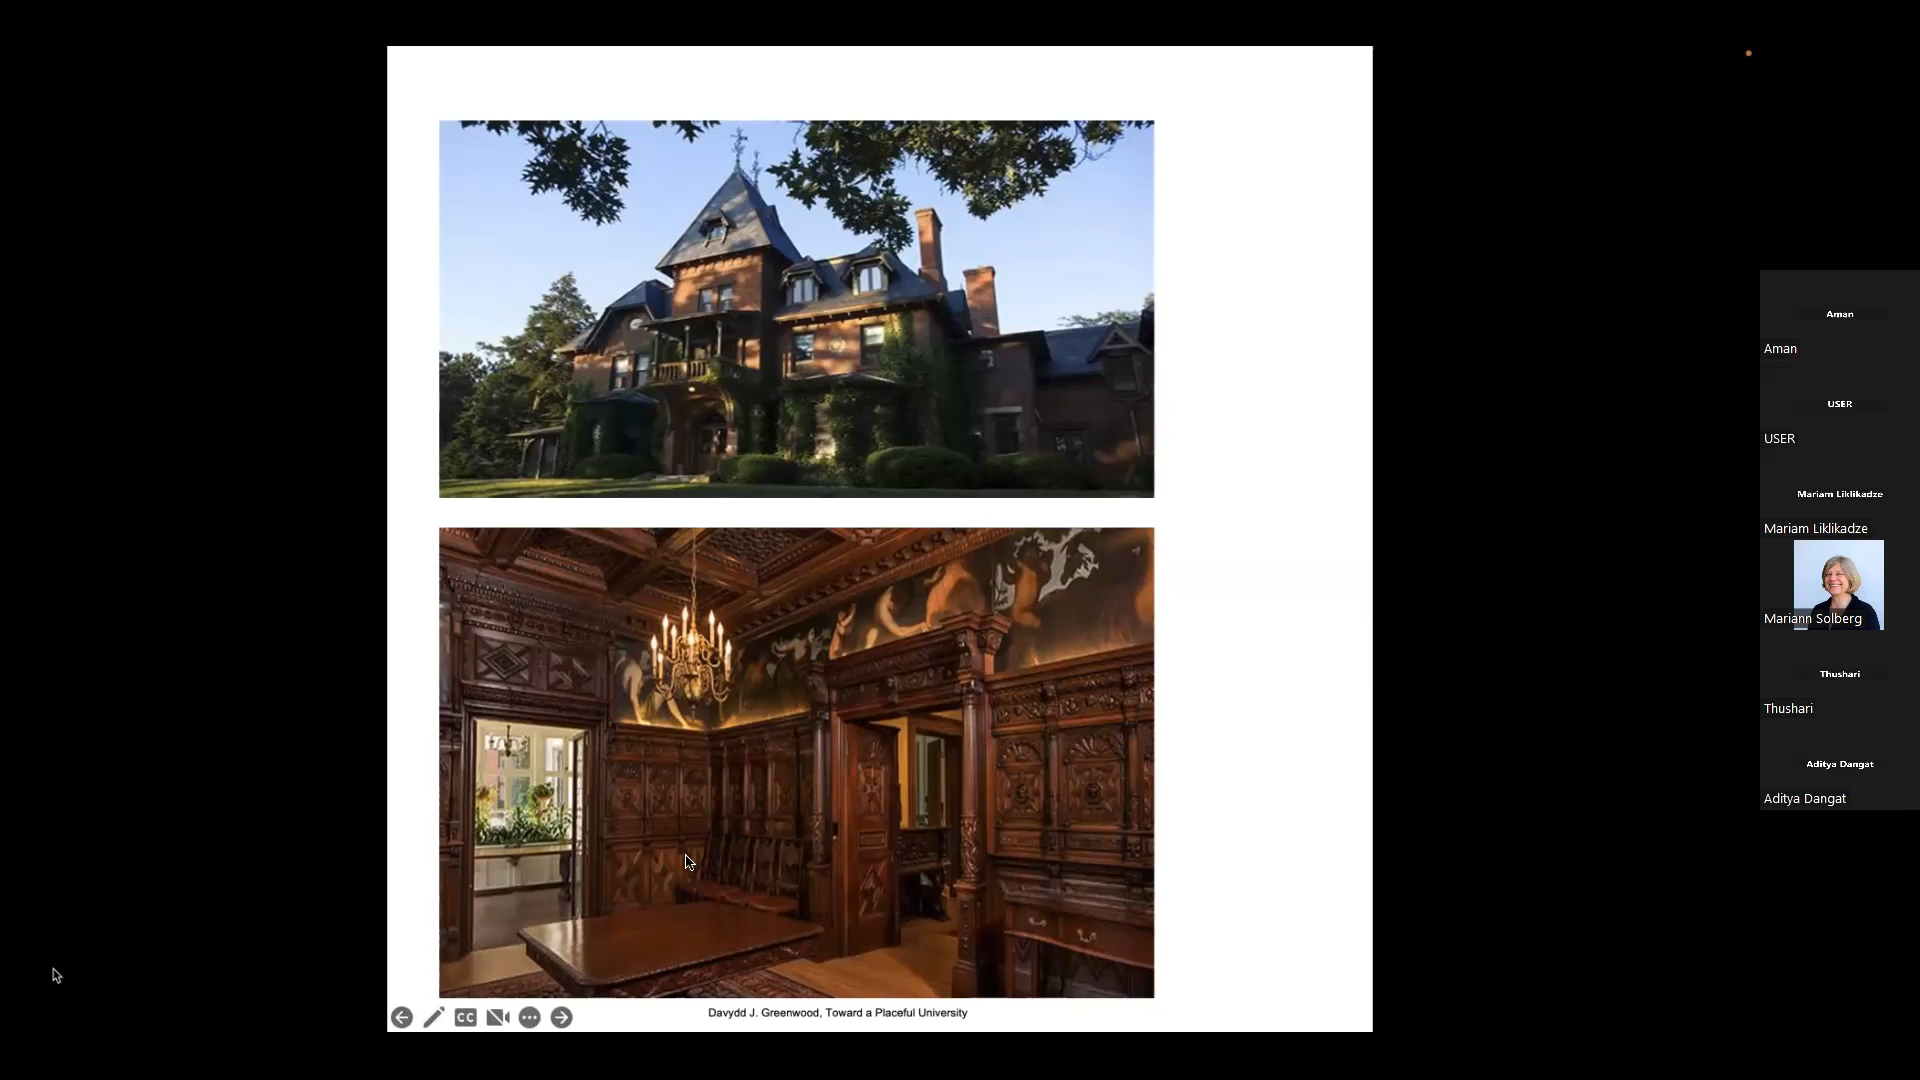 CC
Davydd J. Greenwood, Toward a Placeful University
Aman
Aman
USER
USER
Mariam Liklikadze
Mariam Liklikadze
Mariann Solberg
Thushari
Thushari
Aditya Dangat
Aditya Dangat